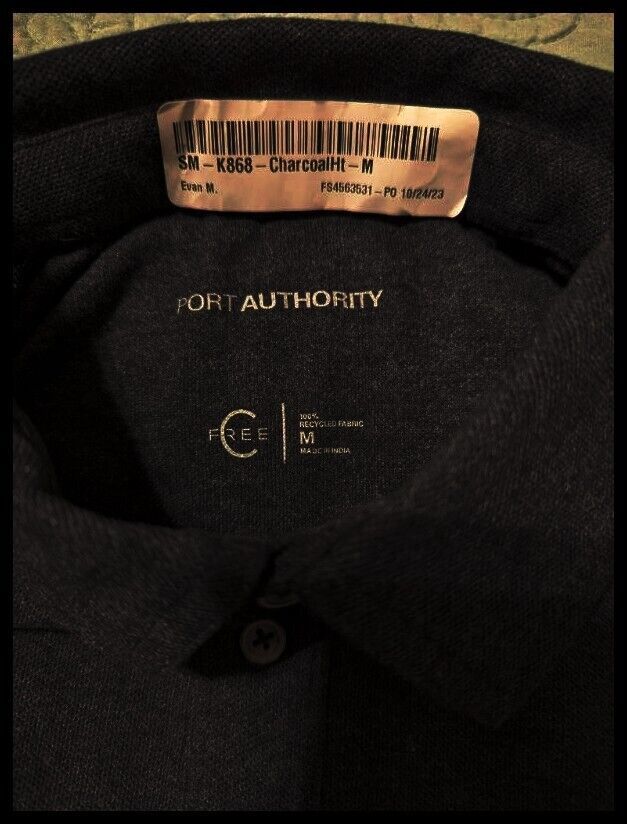 SM-K868-CharcoalHt-M
Evan M. FS4563531-PO 10/24/23
PORT AUTHORITY
C
FREE
100%
RECYCLED FABRIC
M
MADE IN INDIA